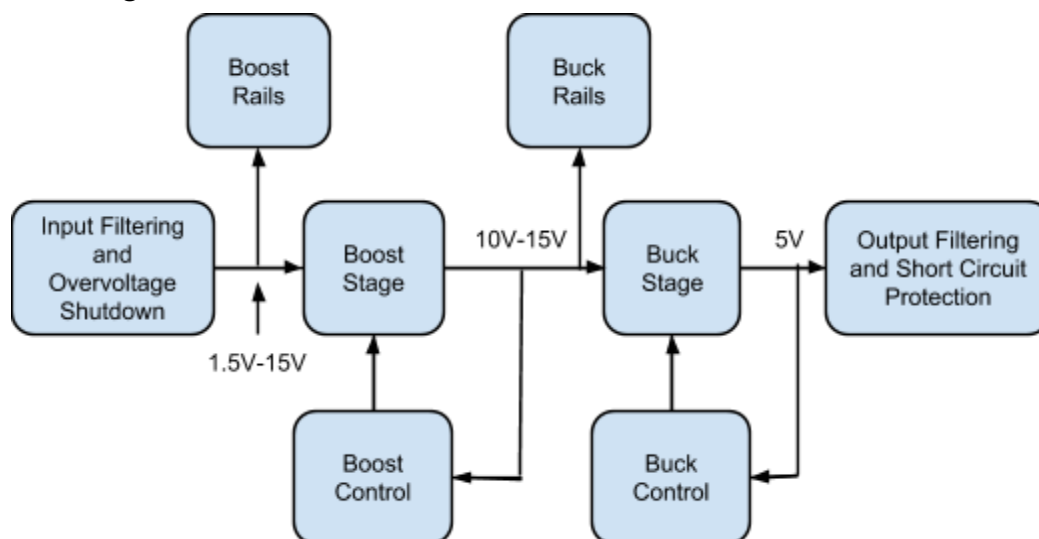 Boost
Rails
Buck
Rails
Input Filtering
and
Overvoltage
Shutdown
1.5V-15V
Boost
Stage
10V-15V
Buck
Stage
5V
Output Filtering
and Short Circuit
Protection
Boost
Control
Buck
Control